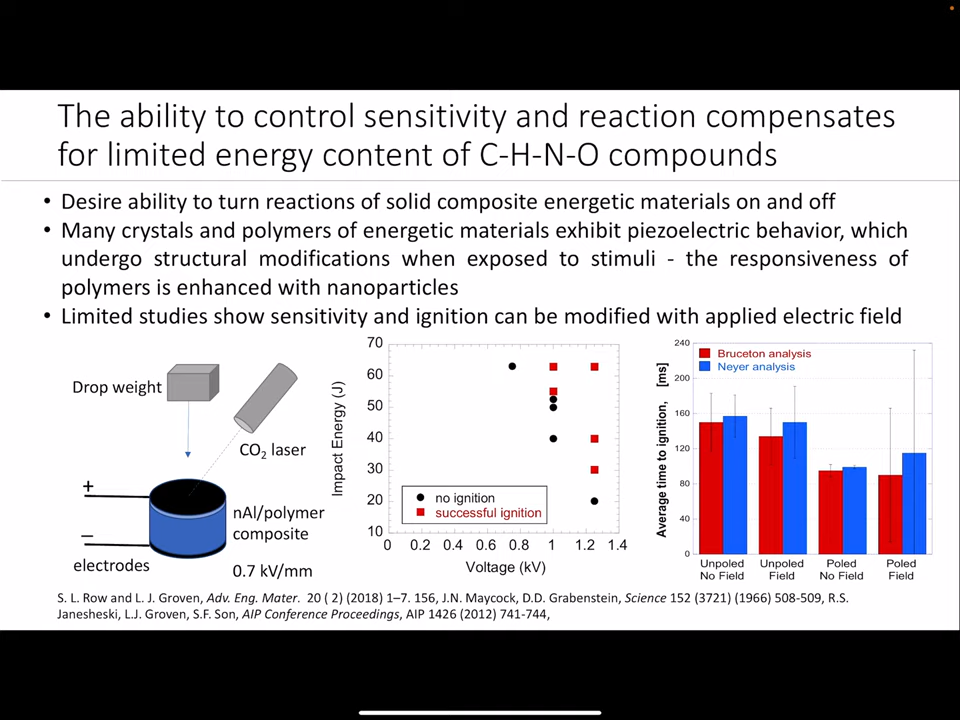 The ability to control sensitivity and reaction compensates
for limited energy content of C-H-N-O compounds
• Desire ability to turn reactions of solid composite energetic materials on and off
• Many crystals and polymers of energetic materials exhibit piezoelectric behavior, which
undergo structural modifications when exposed to stimuli - the responsiveness of
polymers is enhanced with nanoparticles
• Limited studies show sensitivity and ignition can be modified with applied electric field
Drop weight
CO2 laser
+
–
electrodes
nAl/polymer
composite
0.7 kV/mm
Impact Energy (J)
70
60
50
40
30
20
10
no ignition
successful ignition
0 0.2 0.4 0.6 0.8 1 1.2 1.4
Voltage (kV)
Average time to ignition, [ms]
240
200
160
120
80
40
0
Bruceton analysis
Neyer analysis
Unpoled Unpoled Poled Poled
No Field Field No Field Field
S. L. Row and L. J. Groven, Adv. Eng. Mater. 20 ( 2) (2018) 1–7. 156, J.N. Maycock, D.D. Grabenstein, Science 152 (3721) (1966) 508-509, R.S.
Janesheski, L.J. Groven, S.F. Son, AIP Conference Proceedings, AIP 1426 (2012) 741-744,